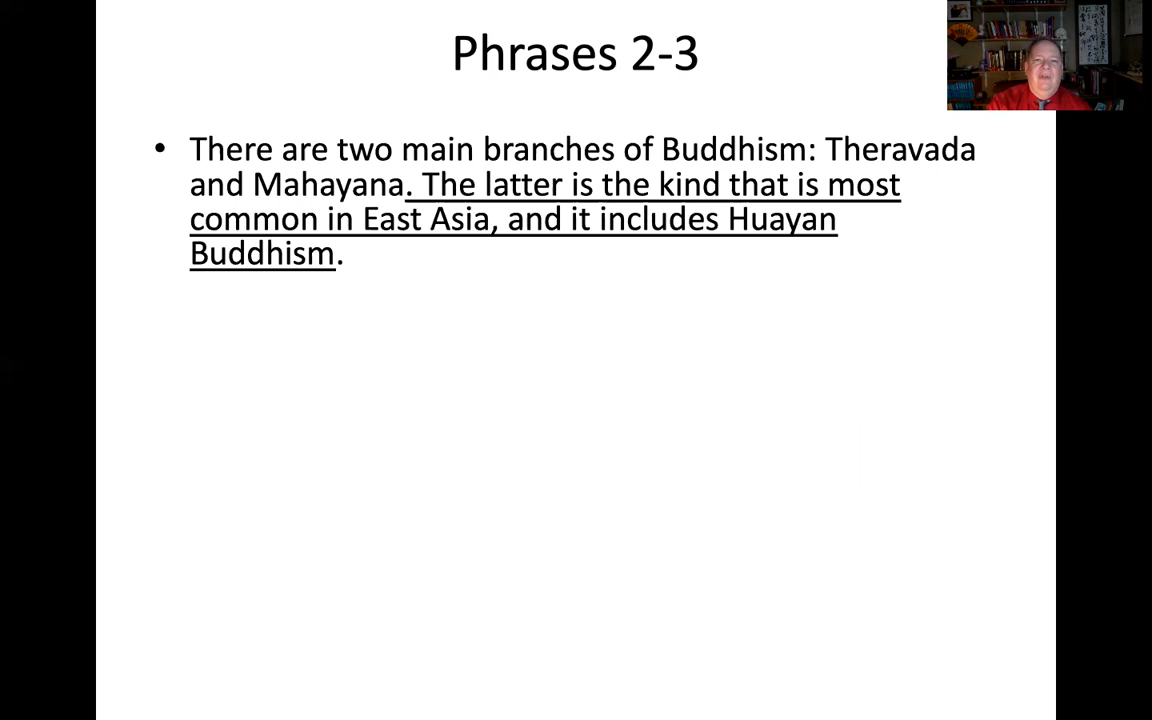 Phrases 2-3
• There are two main branches of Buddhism: Theravada
and Mahayana. The latter is the kind that is most
common in East Asia, and it includes Huayan
Buddhism.